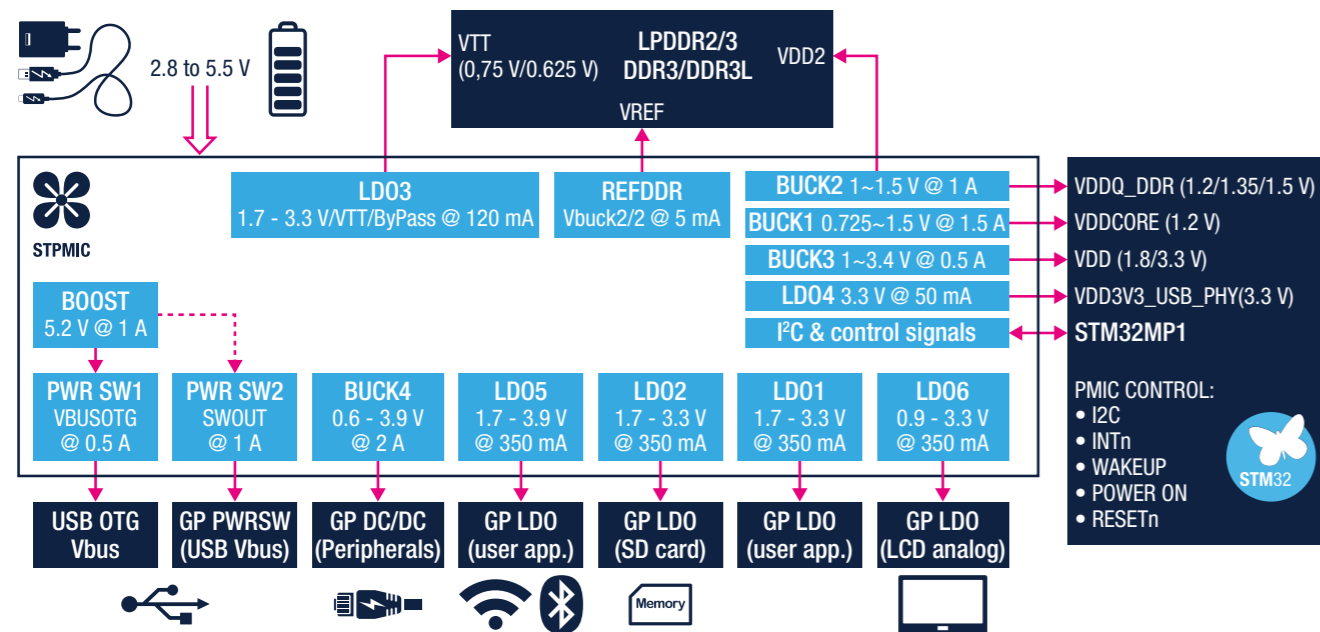 2.8 to 5.5 V
VTT
(0,75 V/0.625 V)
LPDDR2/3
DDR3/DDR3L
VDD2
VREF
STPMIC
LDO3
1.7 - 3.3 V/VTT/ByPass @ 120 mA
REFDDR
Vbuck2/2 @ 5 mA
BUCK2 1~1.5 V @ 1 A
BUCK1 0.725~1.5 V @ 1.5 A
BUCK3 1~3.4 V @ 0.5 A
LDO4 3.3 V @ 50 mA
I²C & control signals
VDDQ_DDR (1.2/1.35/1.5 V)
VDDCORE (1.2 V)
VDD (1.8/3.3 V)
VDD3V3_USB_PHY(3.3 V)
STM32MP1
PMIC CONTROL:
• I2C
• INTn
• WAKEUP
• POWER ON
• RESETn
STM32
BOOST
5.2 V @ 1 A
PWR SW1
VBUSOTG
@ 0.5 A
PWR SW2
SWOUT
@ 1 A
BUCK4
0.6 - 3.9 V
@ 2 A
LDO5
1.7 - 3.9 V
@ 350 mA
LDO2
1.7 - 3.3 V
@ 350 mA
LDO1
1.7 - 3.3 V
@ 350 mA
LDO6
0.9 - 3.3 V
@ 350 mA
USB OTG
Vbus
GP PWRSW
(USB Vbus)
GP DC/DC
(Peripherals)
GP LDO
(user app.)
GP LDO
(SD card)
GP LDO
(user app.)
GP LDO
(LCD analog)
Memory